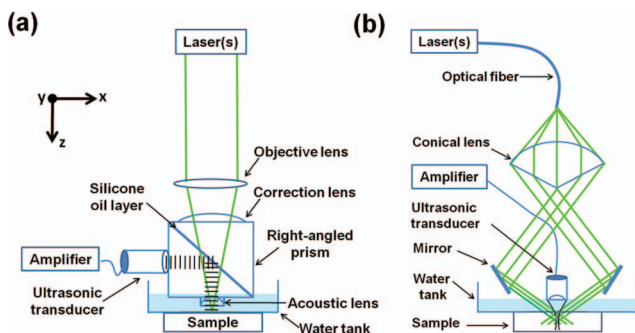 (a)
Laser(s)
y
x
z
Objective lens
Silicone
oil layer
Correction lens
Right-angled
prism
Amplifier
Ultrasonic
transducer
Acoustic lens
Sample
Water tank
(b)
Laser(s)
Optical fiber
Conical lens
Amplifier
Ultrasonic
transducer
Mirror
Water
tank
Sample